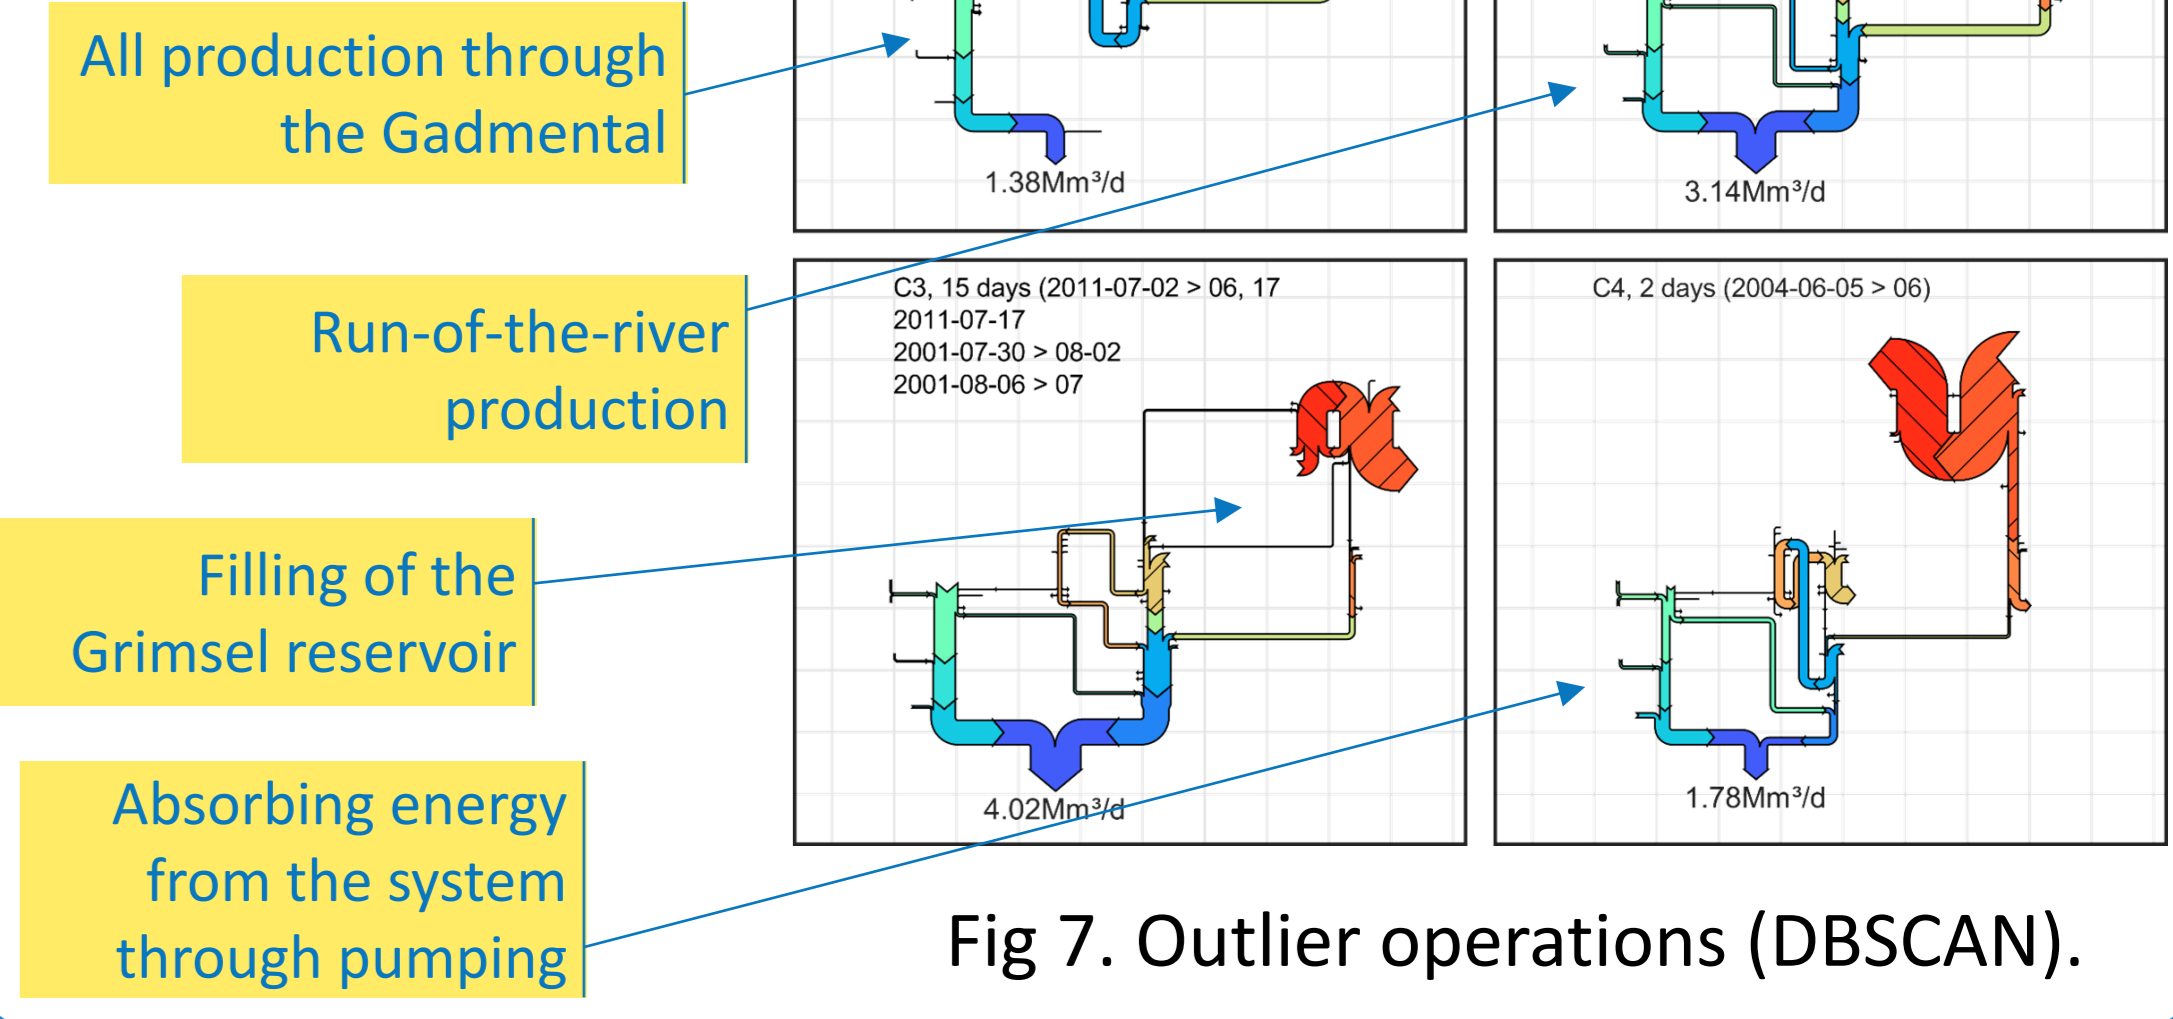 All production through
the Gadmental
1.38Mm³/d
3.14Mm³/d
Run-of-the-river
production
C3, 15 days (2011-07-02 > 06, 17
2011-07-17
2001-07-30 > 08-02
2001-08-06 > 07
C4, 2 days (2004-06-05 > 06)
Filling of the
Grimsel reservoir
4.02Mm³/d
1.78Mm³/d
Absorbing energy
from the system
through pumping
Fig 7. Outlier operations (DBSCAN).